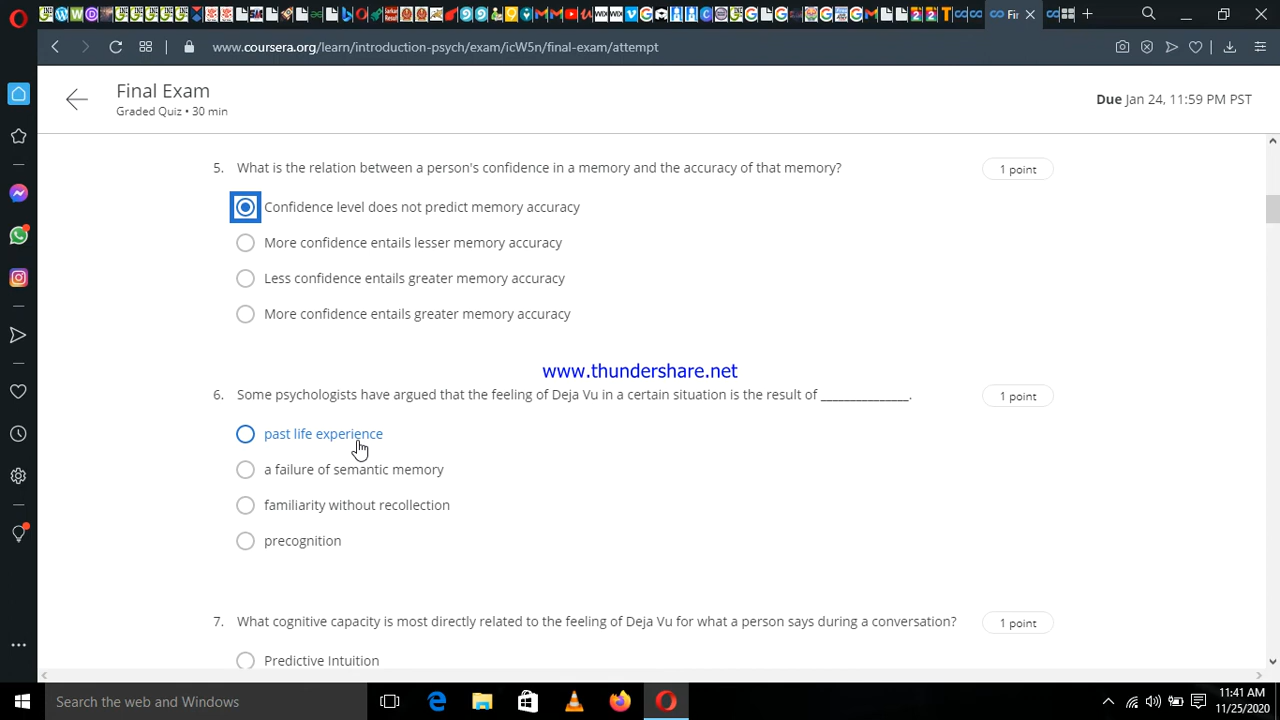 www.coursera.org/learn/introduction-psych/exam/icW5n/final-exam/attempt
Final Exam
Graded Quiz • 30 min
Due Jan 24, 11:59 PM PST
5. What is the relation between a person's confidence in a memory and the accuracy of that memory?
1 point
Confidence level does not predict memory accuracy
More confidence entails lesser memory accuracy
Less confidence entails greater memory accuracy
More confidence entails greater memory accuracy
www.thundershare.net
6. Some psychologists have argued that the feeling of Deja Vu in a certain situation is the result of _______________.
1 point
past life experience
a failure of semantic memory
familiarity without recollection
precognition
7. What cognitive capacity is most directly related to the feeling of Deja Vu for what a person says during a conversation?
1 point
Predictive Intuition
Search the web and Windows
11:41 AM
11/25/2020